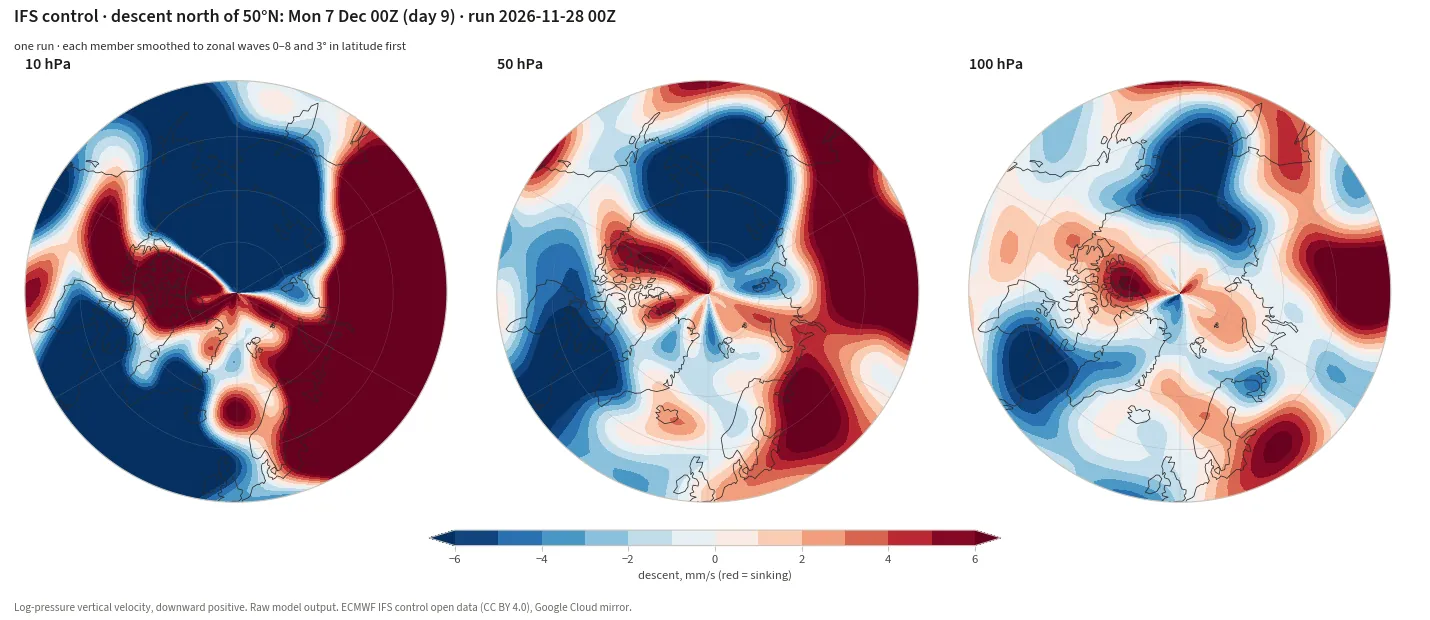 IFS control · descent north of 50°N: Mon 7 Dec 00Z (day 9) · run 2026-11-28 00Z
one run · each member smoothed to zonal waves 0–8 and 3° in latitude first
10 hPa
50 hPa
100 hPa
−6 −4 −2 0 2 4 6
descent, mm/s (red = sinking)
Log-pressure vertical velocity, downward positive. Raw model output. ECMWF IFS control open data (CC BY 4.0), Google Cloud mirror.